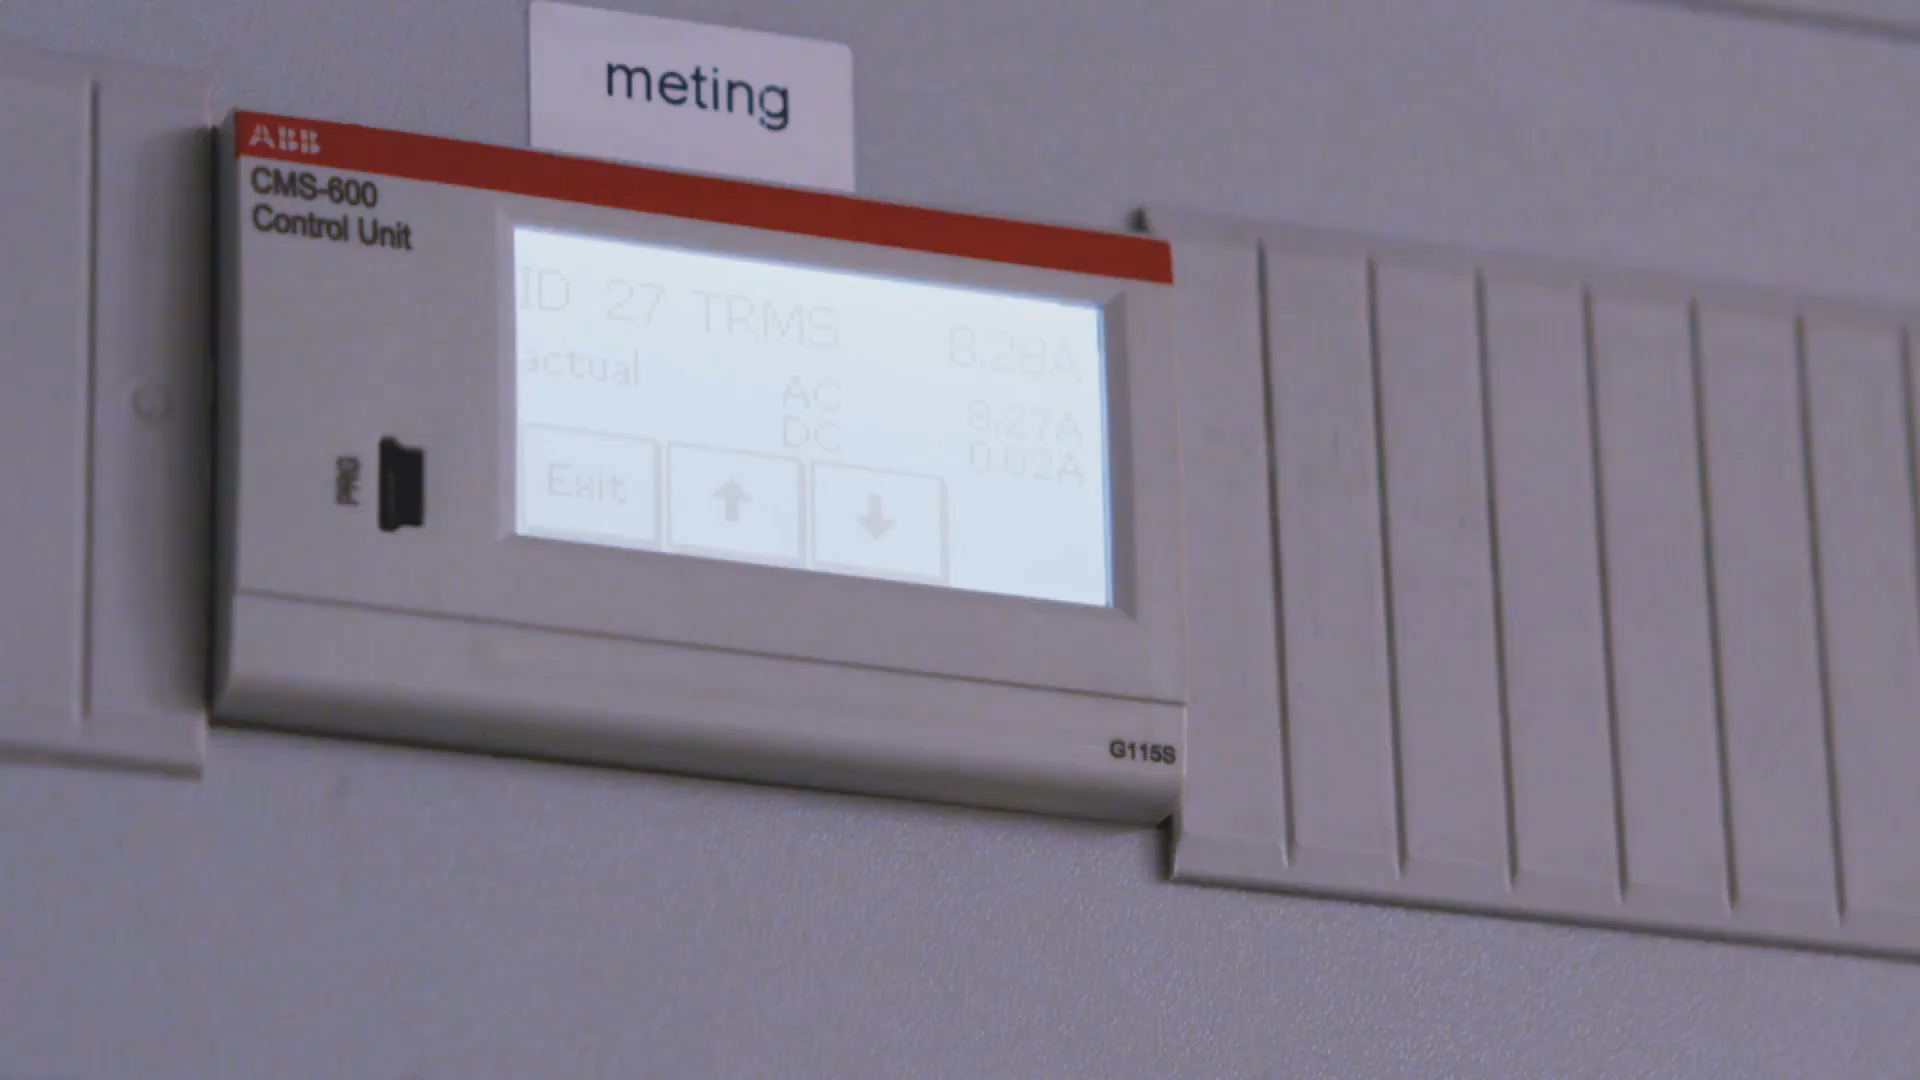 meting
ABB
CMS-600
Control Unit
ID 27 TRMS 8.28A
actual
AC 8.27A
DC 0.02A
Exit
PRG
G115S